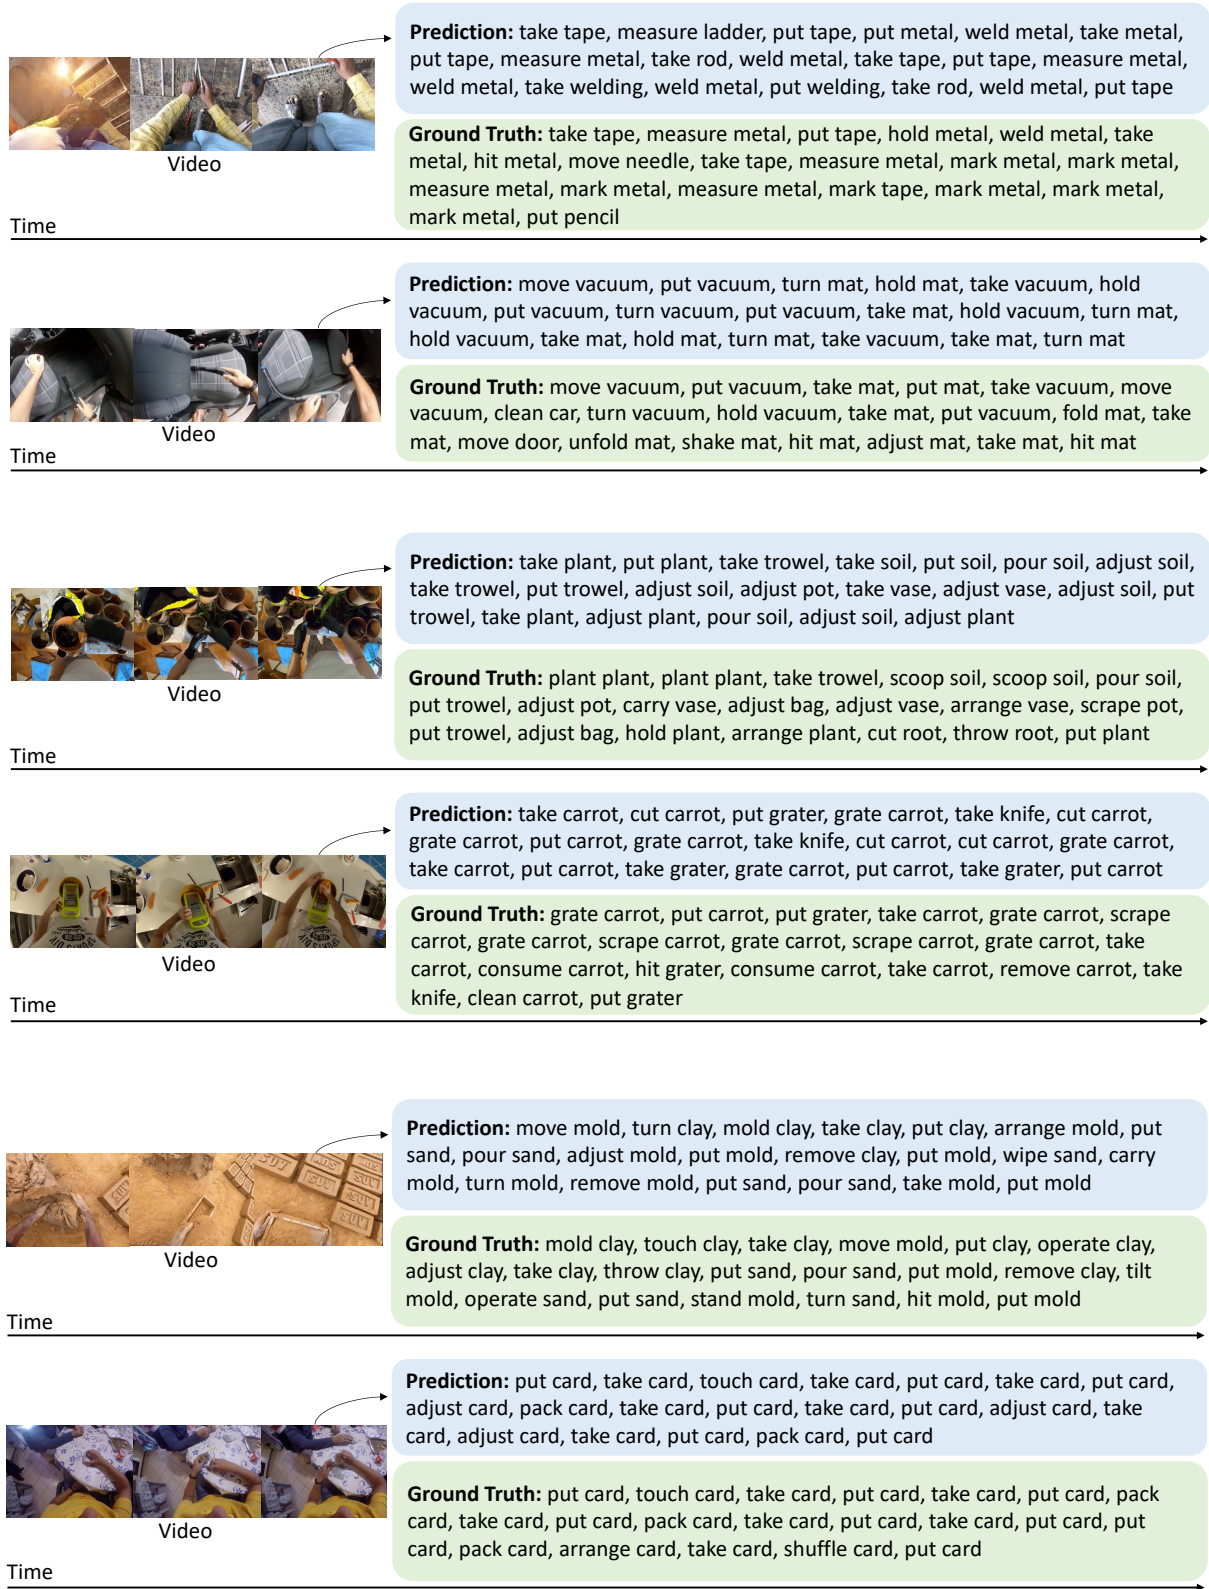 Prediction: take tape, measure ladder, put tape, put metal, weld metal, take metal,
put tape, measure metal, take rod, weld metal, take tape, put tape, measure metal,
weld metal, take welding, weld metal, put welding, take rod, weld metal, put tape
Video
Ground Truth: take tape, measure metal, put tape, hold metal, weld metal, take
metal, hit metal, move needle, take tape, measure metal, mark metal, mark metal,
measure metal, mark metal, measure metal, mark tape, mark metal, mark metal,
mark metal, put pencil
Time
Prediction: move vacuum, put vacuum, turn mat, hold mat, take vacuum, hold
vacuum, put vacuum, turn vacuum, put vacuum, take mat, hold vacuum, turn mat,
hold vacuum, take mat, hold mat, turn mat, take vacuum, take mat, turn mat
Video
Ground Truth: move vacuum, put vacuum, take mat, put mat, take vacuum, move
vacuum, clean car, turn vacuum, hold vacuum, take mat, put vacuum, fold mat, take
mat, move door, unfold mat, shake mat, hit mat, adjust mat, take mat, hit mat
Time
Prediction: take plant, put plant, take trowel, take soil, put soil, pour soil, adjust soil,
take trowel, put trowel, adjust soil, adjust pot, take vase, adjust vase, adjust soil, put
trowel, take plant, adjust plant, pour soil, adjust soil, adjust plant
Video
Ground Truth: plant plant, plant plant, take trowel, scoop soil, scoop soil, pour soil,
put trowel, adjust pot, carry vase, adjust bag, adjust vase, arrange vase, scrape pot,
put trowel, adjust bag, hold plant, arrange plant, cut root, throw root, put plant
Time
Prediction: take carrot, cut carrot, put grater, grate carrot, take knife, cut carrot,
grate carrot, put carrot, grate carrot, take knife, cut carrot, cut carrot, grate carrot,
take carrot, put carrot, take grater, grate carrot, put carrot, take grater, put carrot
Video
Ground Truth: grate carrot, put carrot, put grater, take carrot, grate carrot, scrape
carrot, grate carrot, scrape carrot, grate carrot, scrape carrot, grate carrot, take
carrot, consume carrot, hit grater, consume carrot, take carrot, remove carrot, take
knife, clean carrot, put grater
Time
Prediction: move mold, turn clay, mold clay, take clay, put clay, arrange mold, put
sand, pour sand, adjust mold, put mold, remove clay, put mold, wipe sand, carry
mold, turn mold, remove mold, put sand, pour sand, take mold, put mold
Video
Ground Truth: mold clay, touch clay, take clay, move mold, put clay, operate clay,
adjust clay, take clay, throw clay, put sand, pour sand, put mold, remove clay, tilt
mold, operate sand, put sand, stand mold, turn sand, hit mold, put mold
Time
Prediction: put card, take card, touch card, take card, put card, take card, put card,
adjust card, pack card, take card, put card, take card, put card, adjust card, take
card, adjust card, take card, put card, pack card, put card
Video
Ground Truth: put card, touch card, take card, put card, take card, put card, pack
card, take card, put card, pack card, take card, put card, take card, put card, put
card, pack card, arrange card, take card, shuffle card, put card
Time